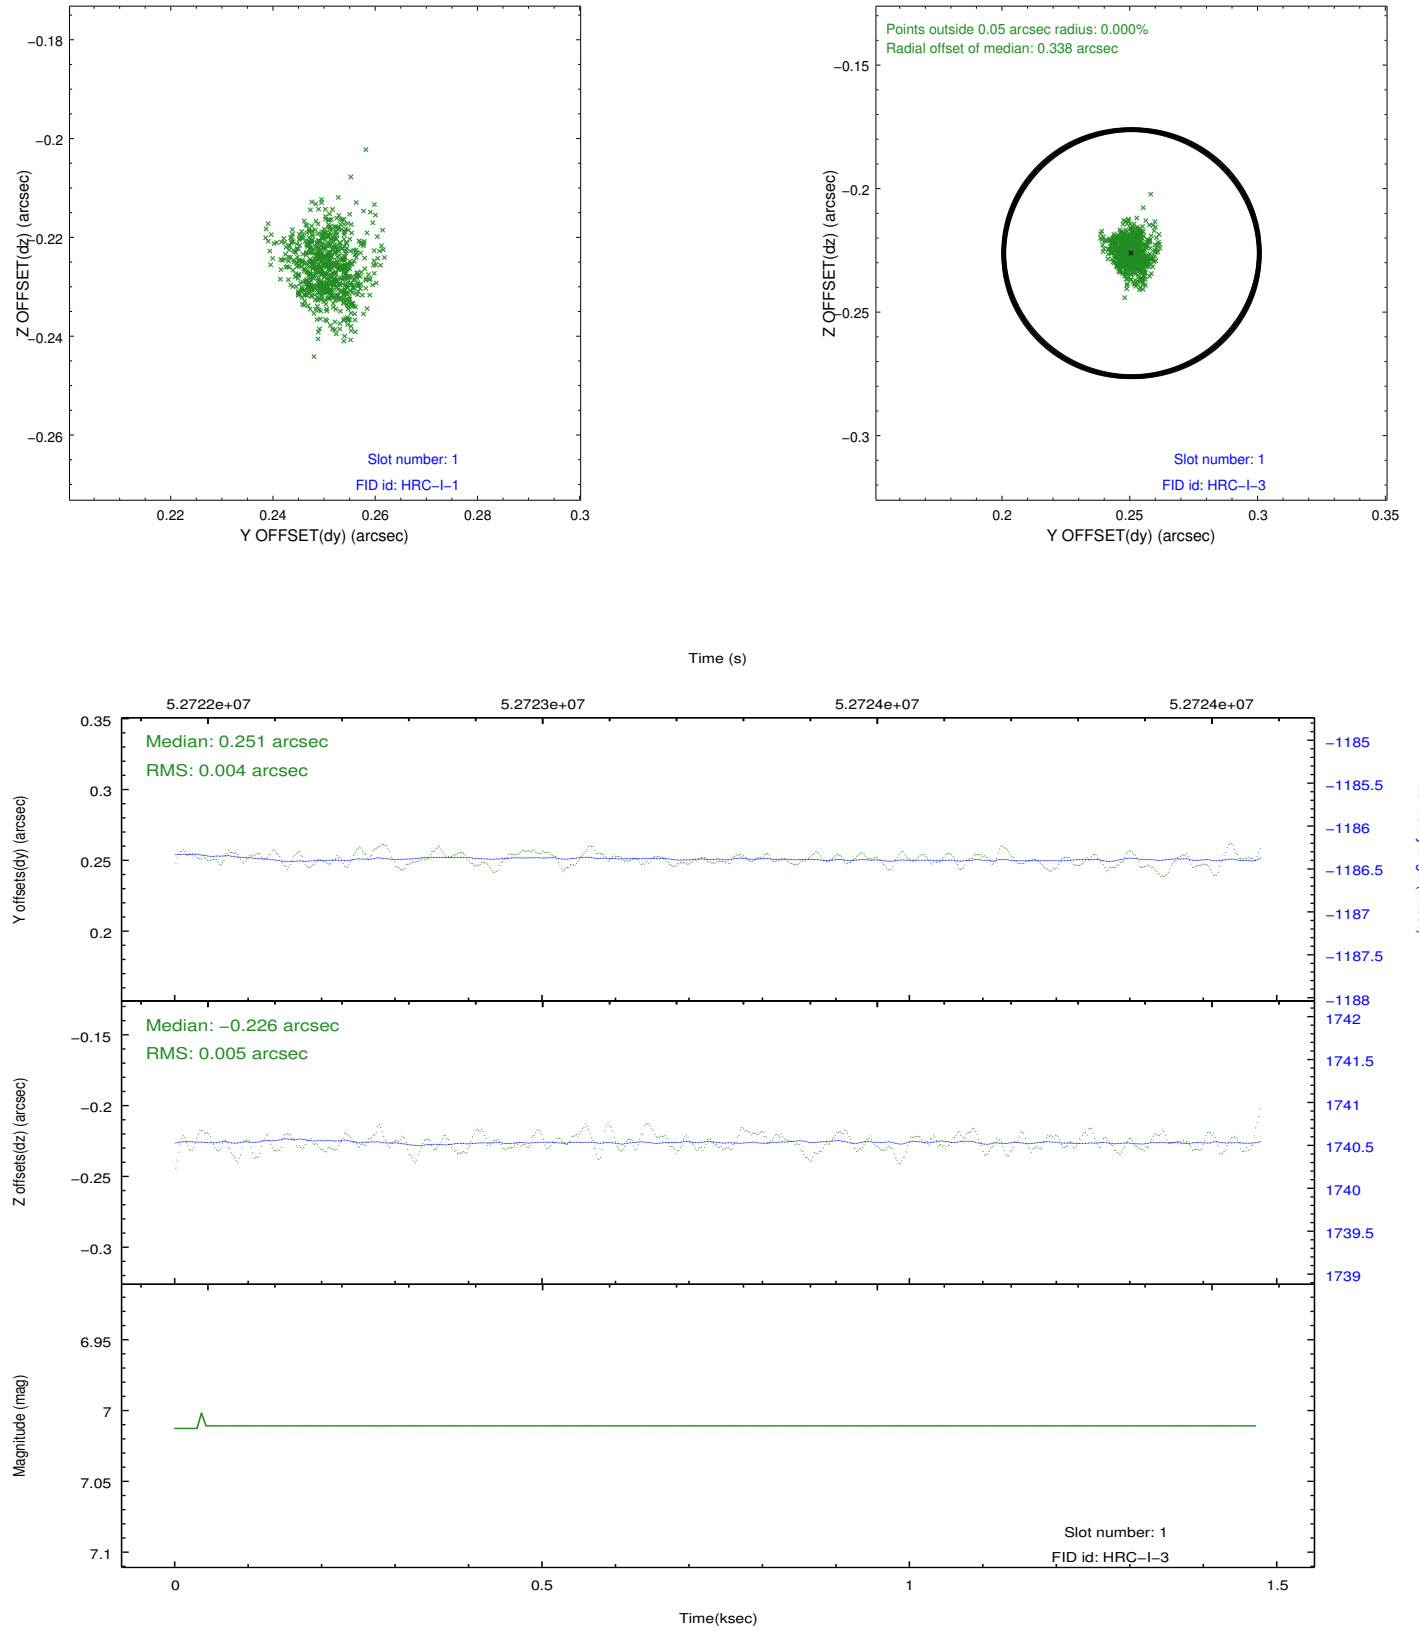 −0.18
−0.2
−0.22
−0.24
−0.26
Z OFFSET(dz) (arcsec)
Slot number: 1
FID id: HRC−I−1
0.22
0.24
0.26
0.28
0.3
Y OFFSET(dy) (arcsec)
Points outside 0.05 arcsec radius: 0.000%
Radial offset of median: 0.338 arcsec
−0.15
−0.2
−0.25
−0.3
Z OFFSET(dz) (arcsec)
Slot number: 1
FID id: HRC−I−3
0.2
0.25
0.3
0.35
Y OFFSET(dy) (arcsec)
Time (s)
5.2722e+07
5.2723e+07
5.2724e+07
5.2724e+07
Median: 0.251 arcsec
RMS: 0.004 arcsec
0.35
0.3
0.25
0.2
Y offsets(dy) (arcsec)
−1185
−1185.5
−1186
−1186.5
−1187
−1187.5
−1188
Median: −0.226 arcsec
RMS: 0.005 arcsec
−0.15
−0.2
−0.25
−0.3
Z offsets(dz) (arcsec)
1742
1741.5
1741
1740.5
1740
1739.5
1739
6.95
7
7.05
7.1
Magnitude (mag)
Slot number: 1
FID id: HRC−I−3
0
0.5
1
1.5
Time(ksec)